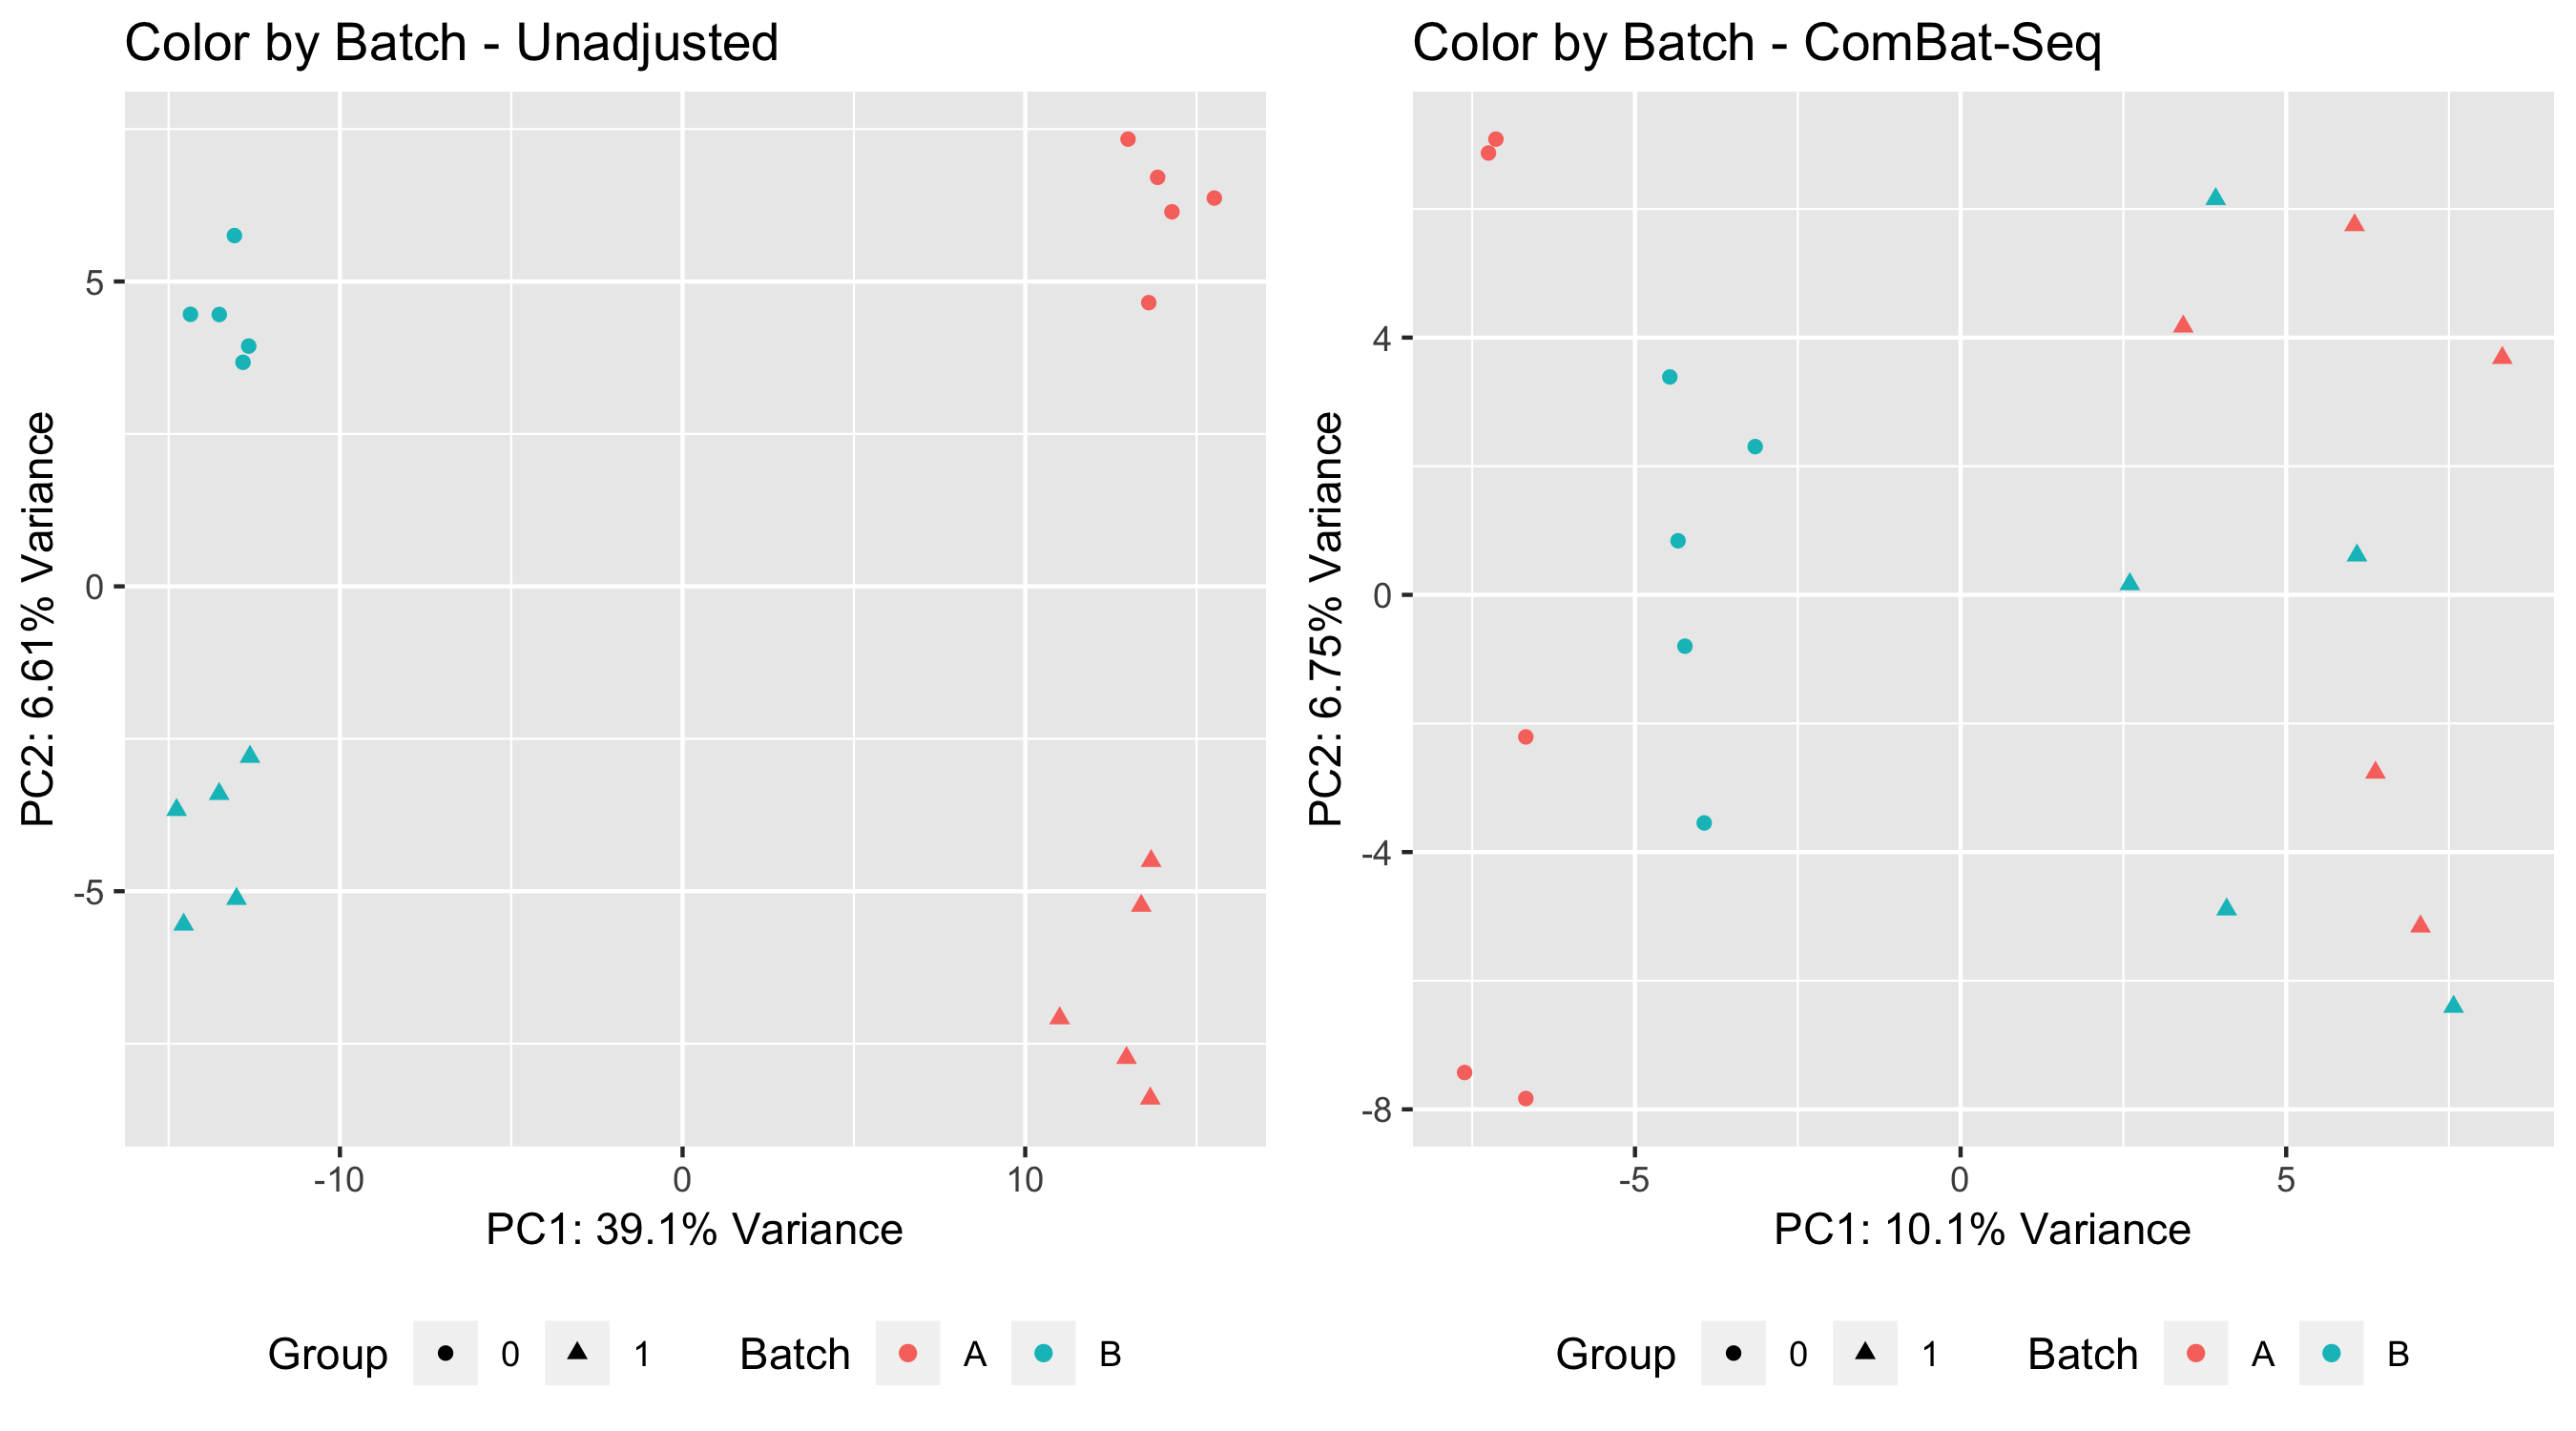 Color by Batch - Unadjusted
PC2: 6.61% Variance
5
0
-5
-10 0 10
PC1: 39.1% Variance
Group 0 1 Batch A B
Color by Batch - ComBat-Seq
PC2: 6.75% Variance
4
0
-4
-8
-5 0 5
PC1: 10.1% Variance
Group 0 1 Batch A B